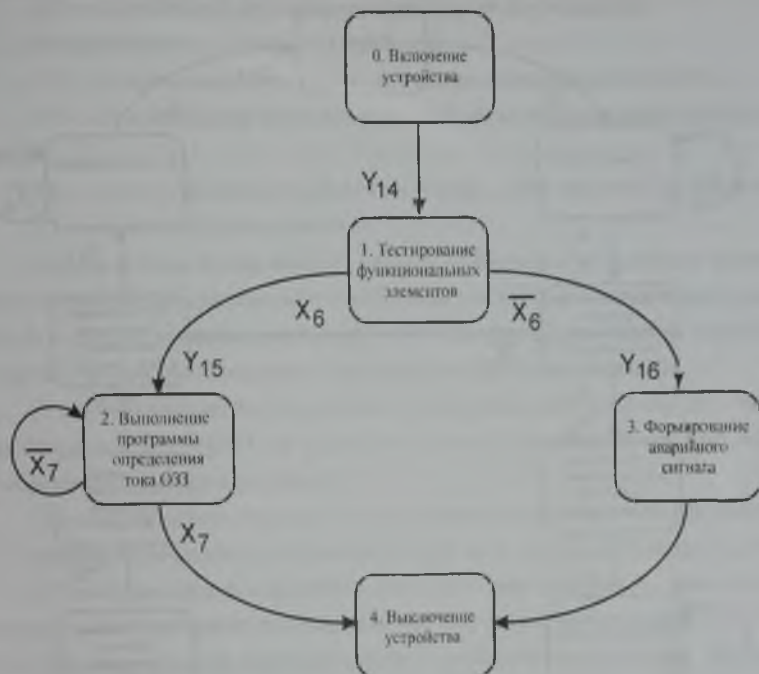 0. Включение
устройства
Y14
1. Тестирование
функциональных
элементов
X6
X̅6
Y15
Y16
2. Выполнение
программы
определения
тока ОЗЗ
3. Формирование
аварийного
сигнала
X̅7
X7
4. Выключение
устройства